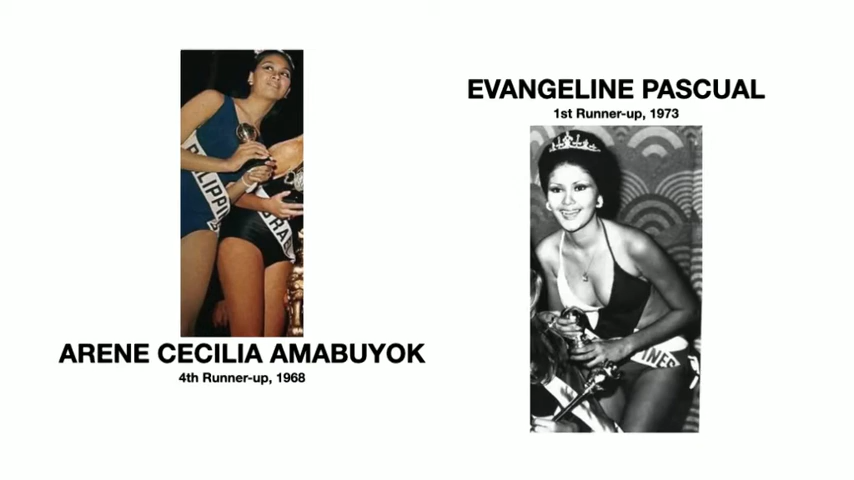 EVANGELINE PASCUAL
1st Runner-up, 1973
ARENE CECILIA AMABUYOK
4th Runner-up, 1968